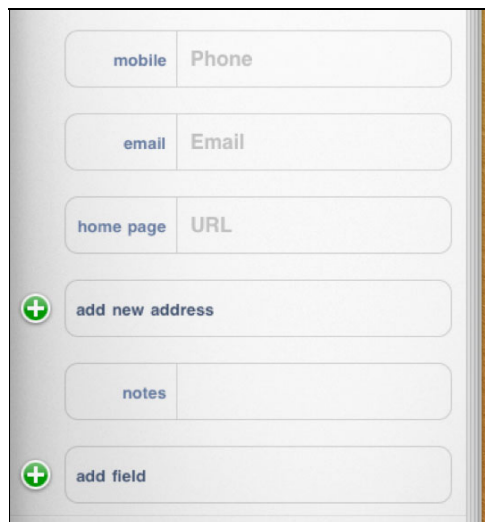 mobile Phone
email Email
home page URL
add new address
notes
add field